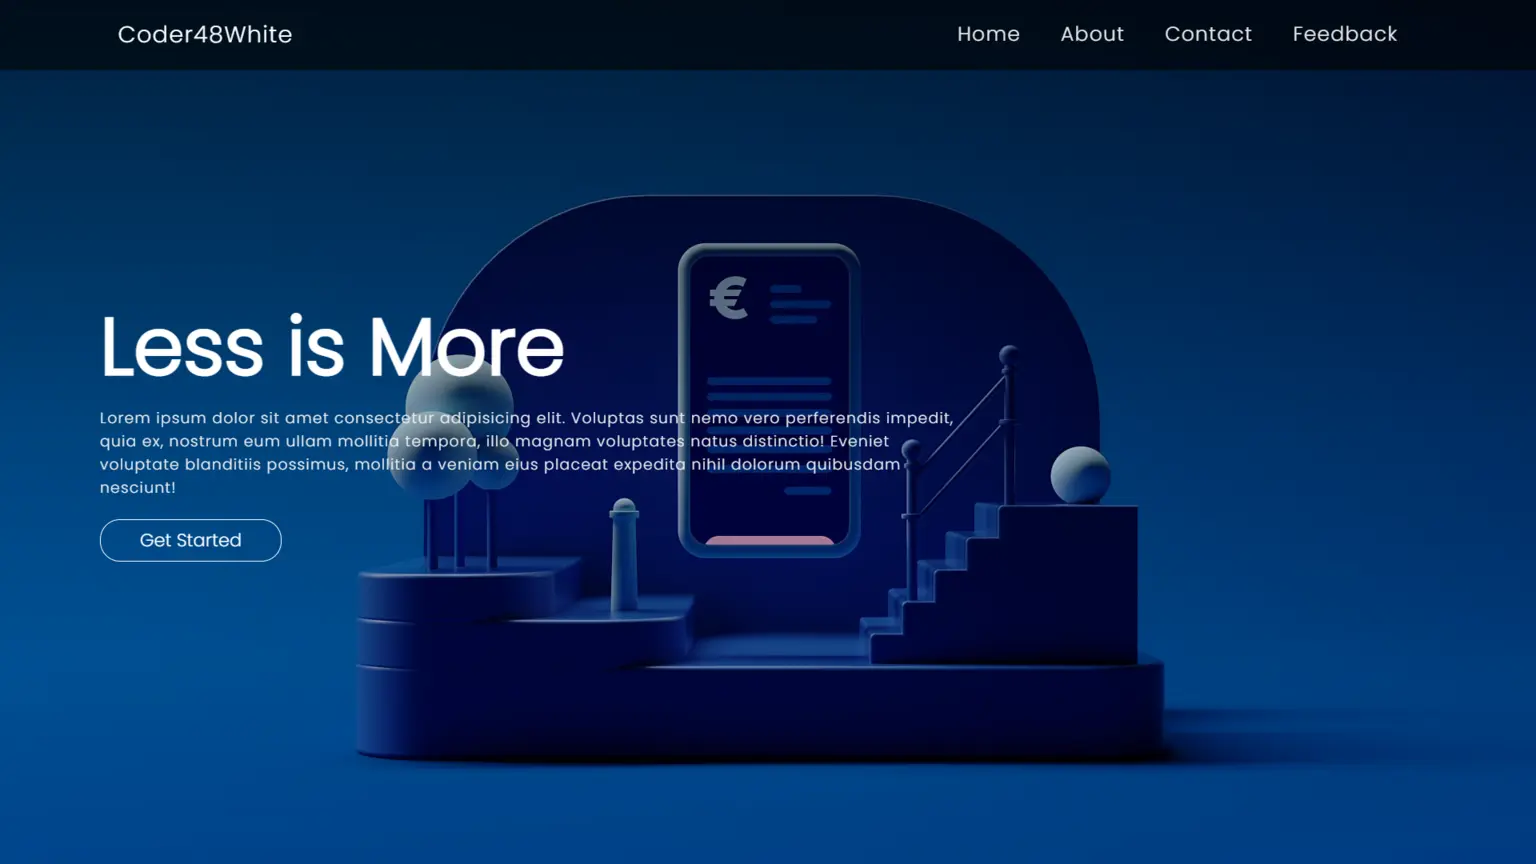 Coder48White
Home About Contact Feedback
€
Less is More
Lorem ipsum dolor sit amet consectetur adipisicing elit. Voluptas sunt nemo vero perferendis impedit,
quia ex, nostrum eum ullam mollitia tempora, illo magnam voluptates natus distinctio! Eveniet
voluptate blanditiis possimus, mollitia a veniam eius placeat expedita nihil dolorum quibusdam
nesciunt!
Get Started